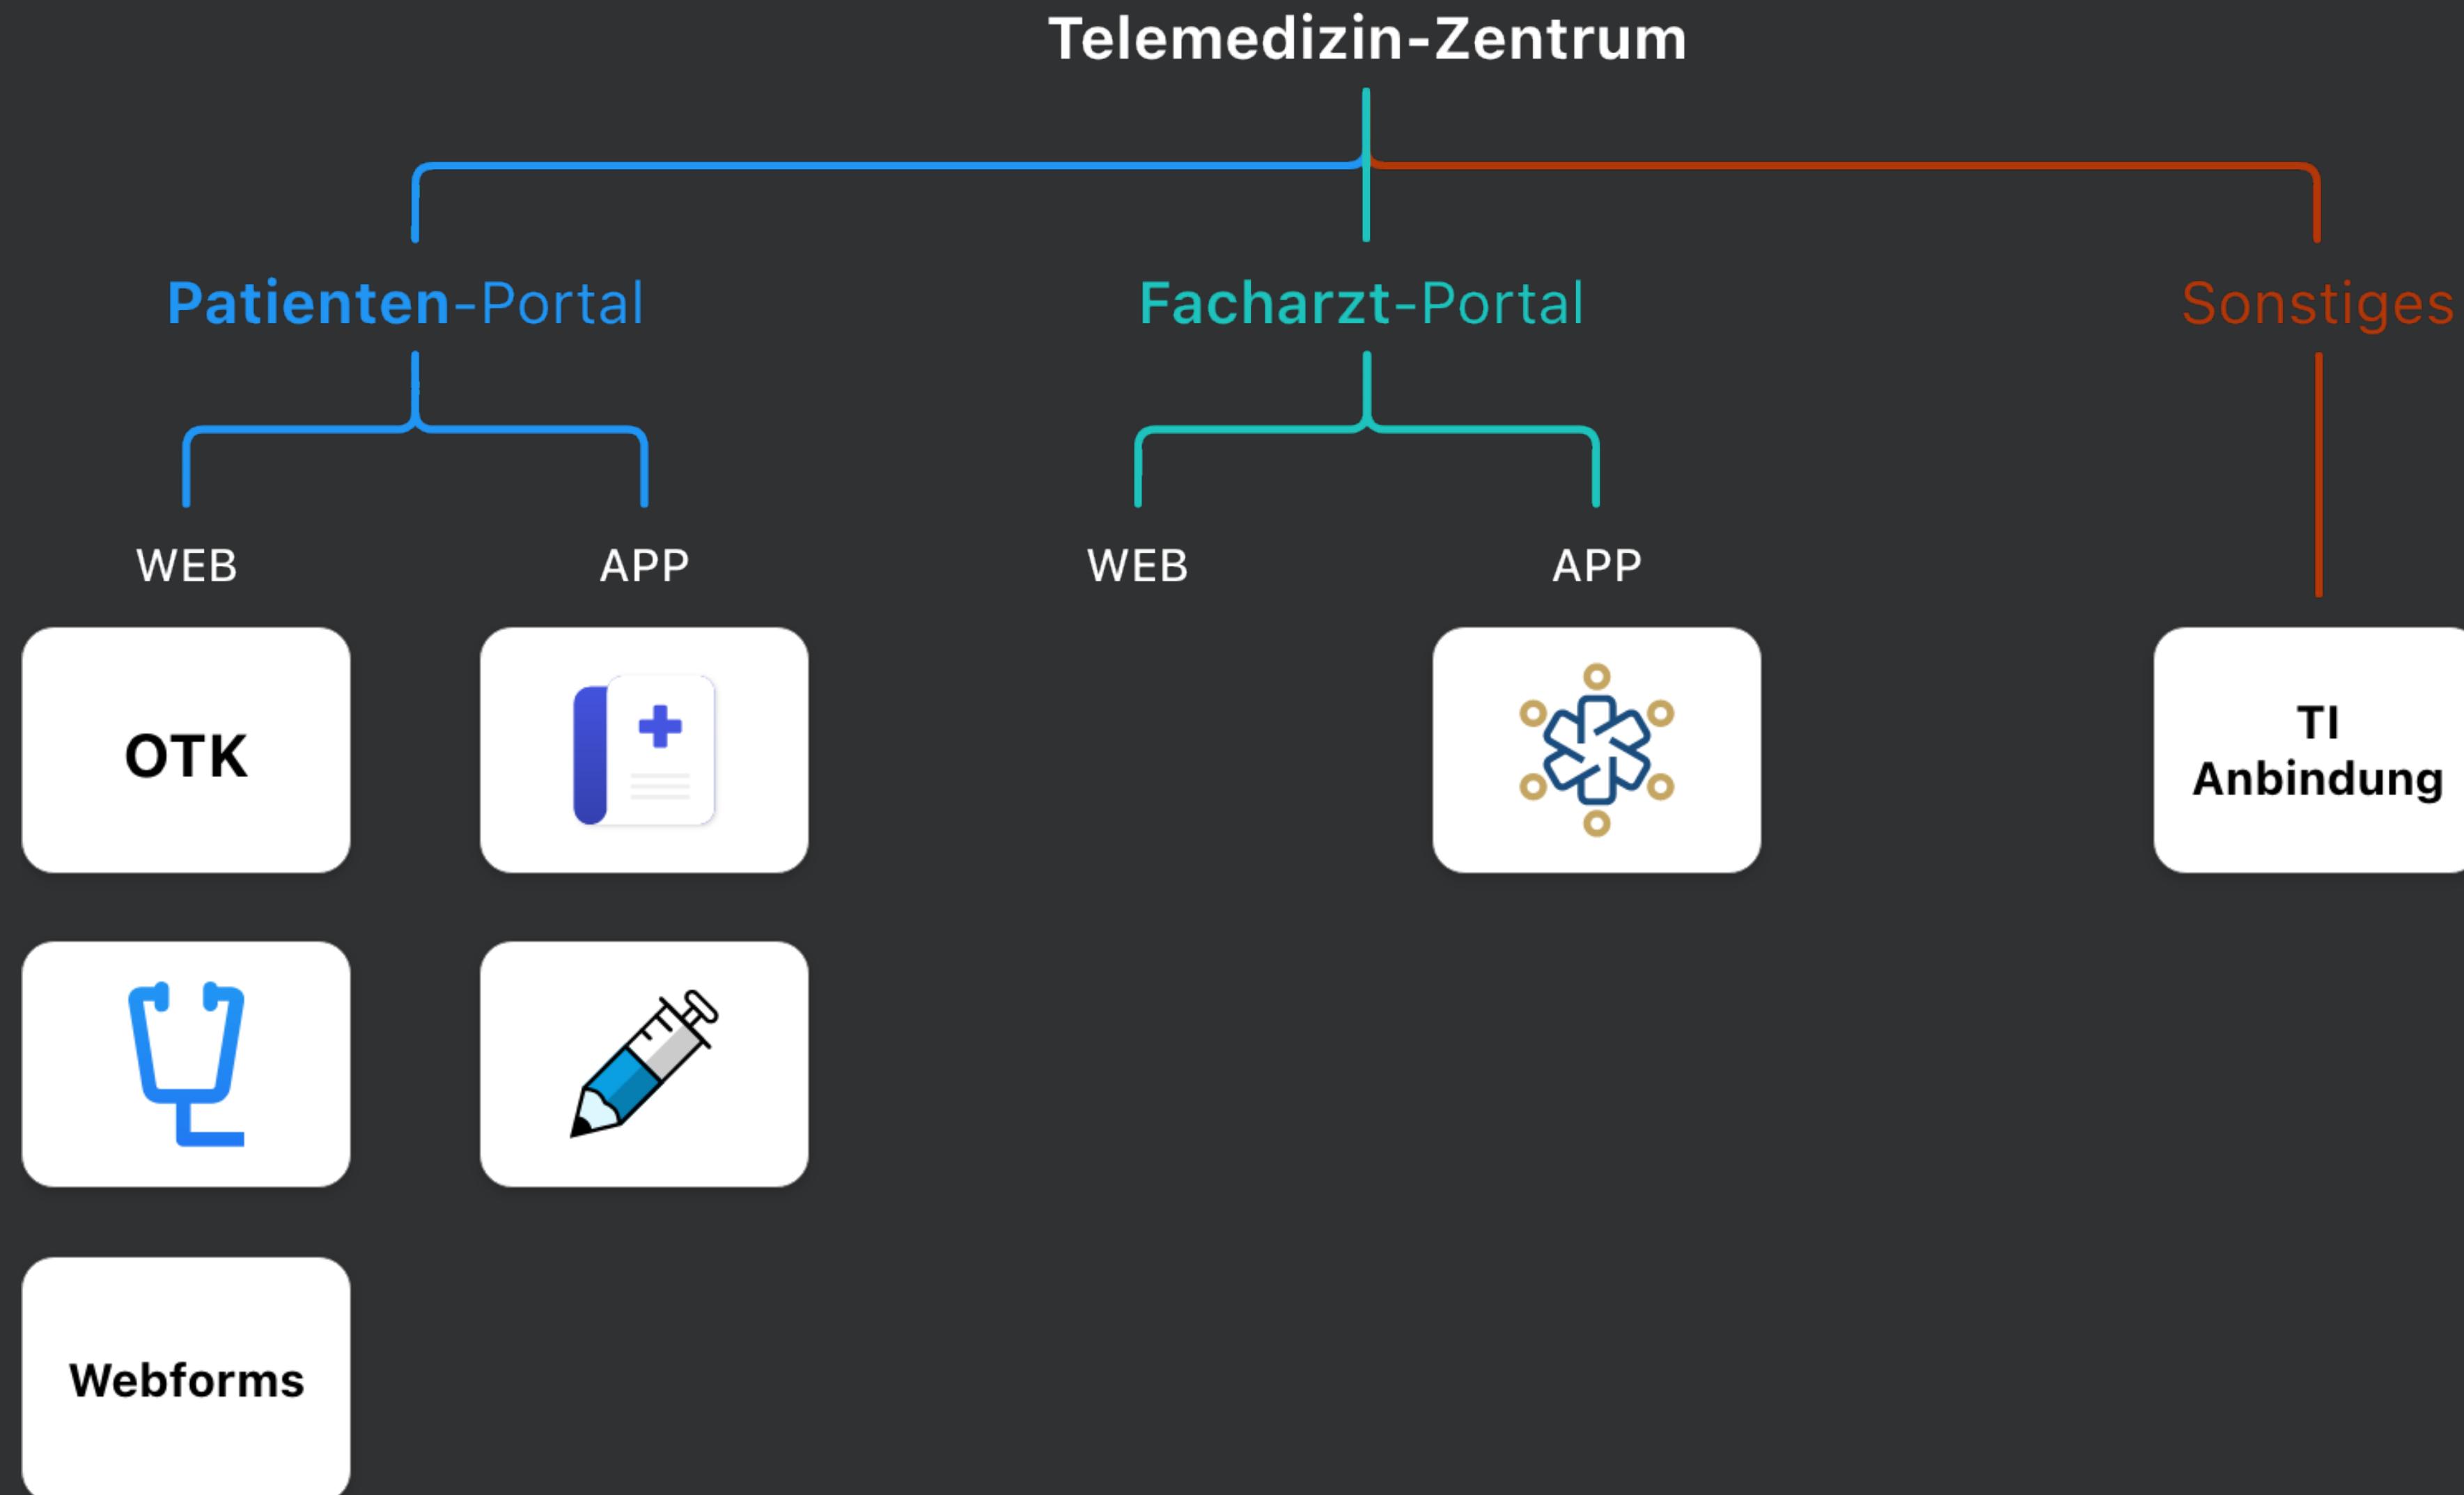 Telemedizin-Zentrum
Patienten-Portal
Facharzt-Portal
Sonstiges
WEB
APP
WEB
APP
OTK
TI
Anbindung
Webforms